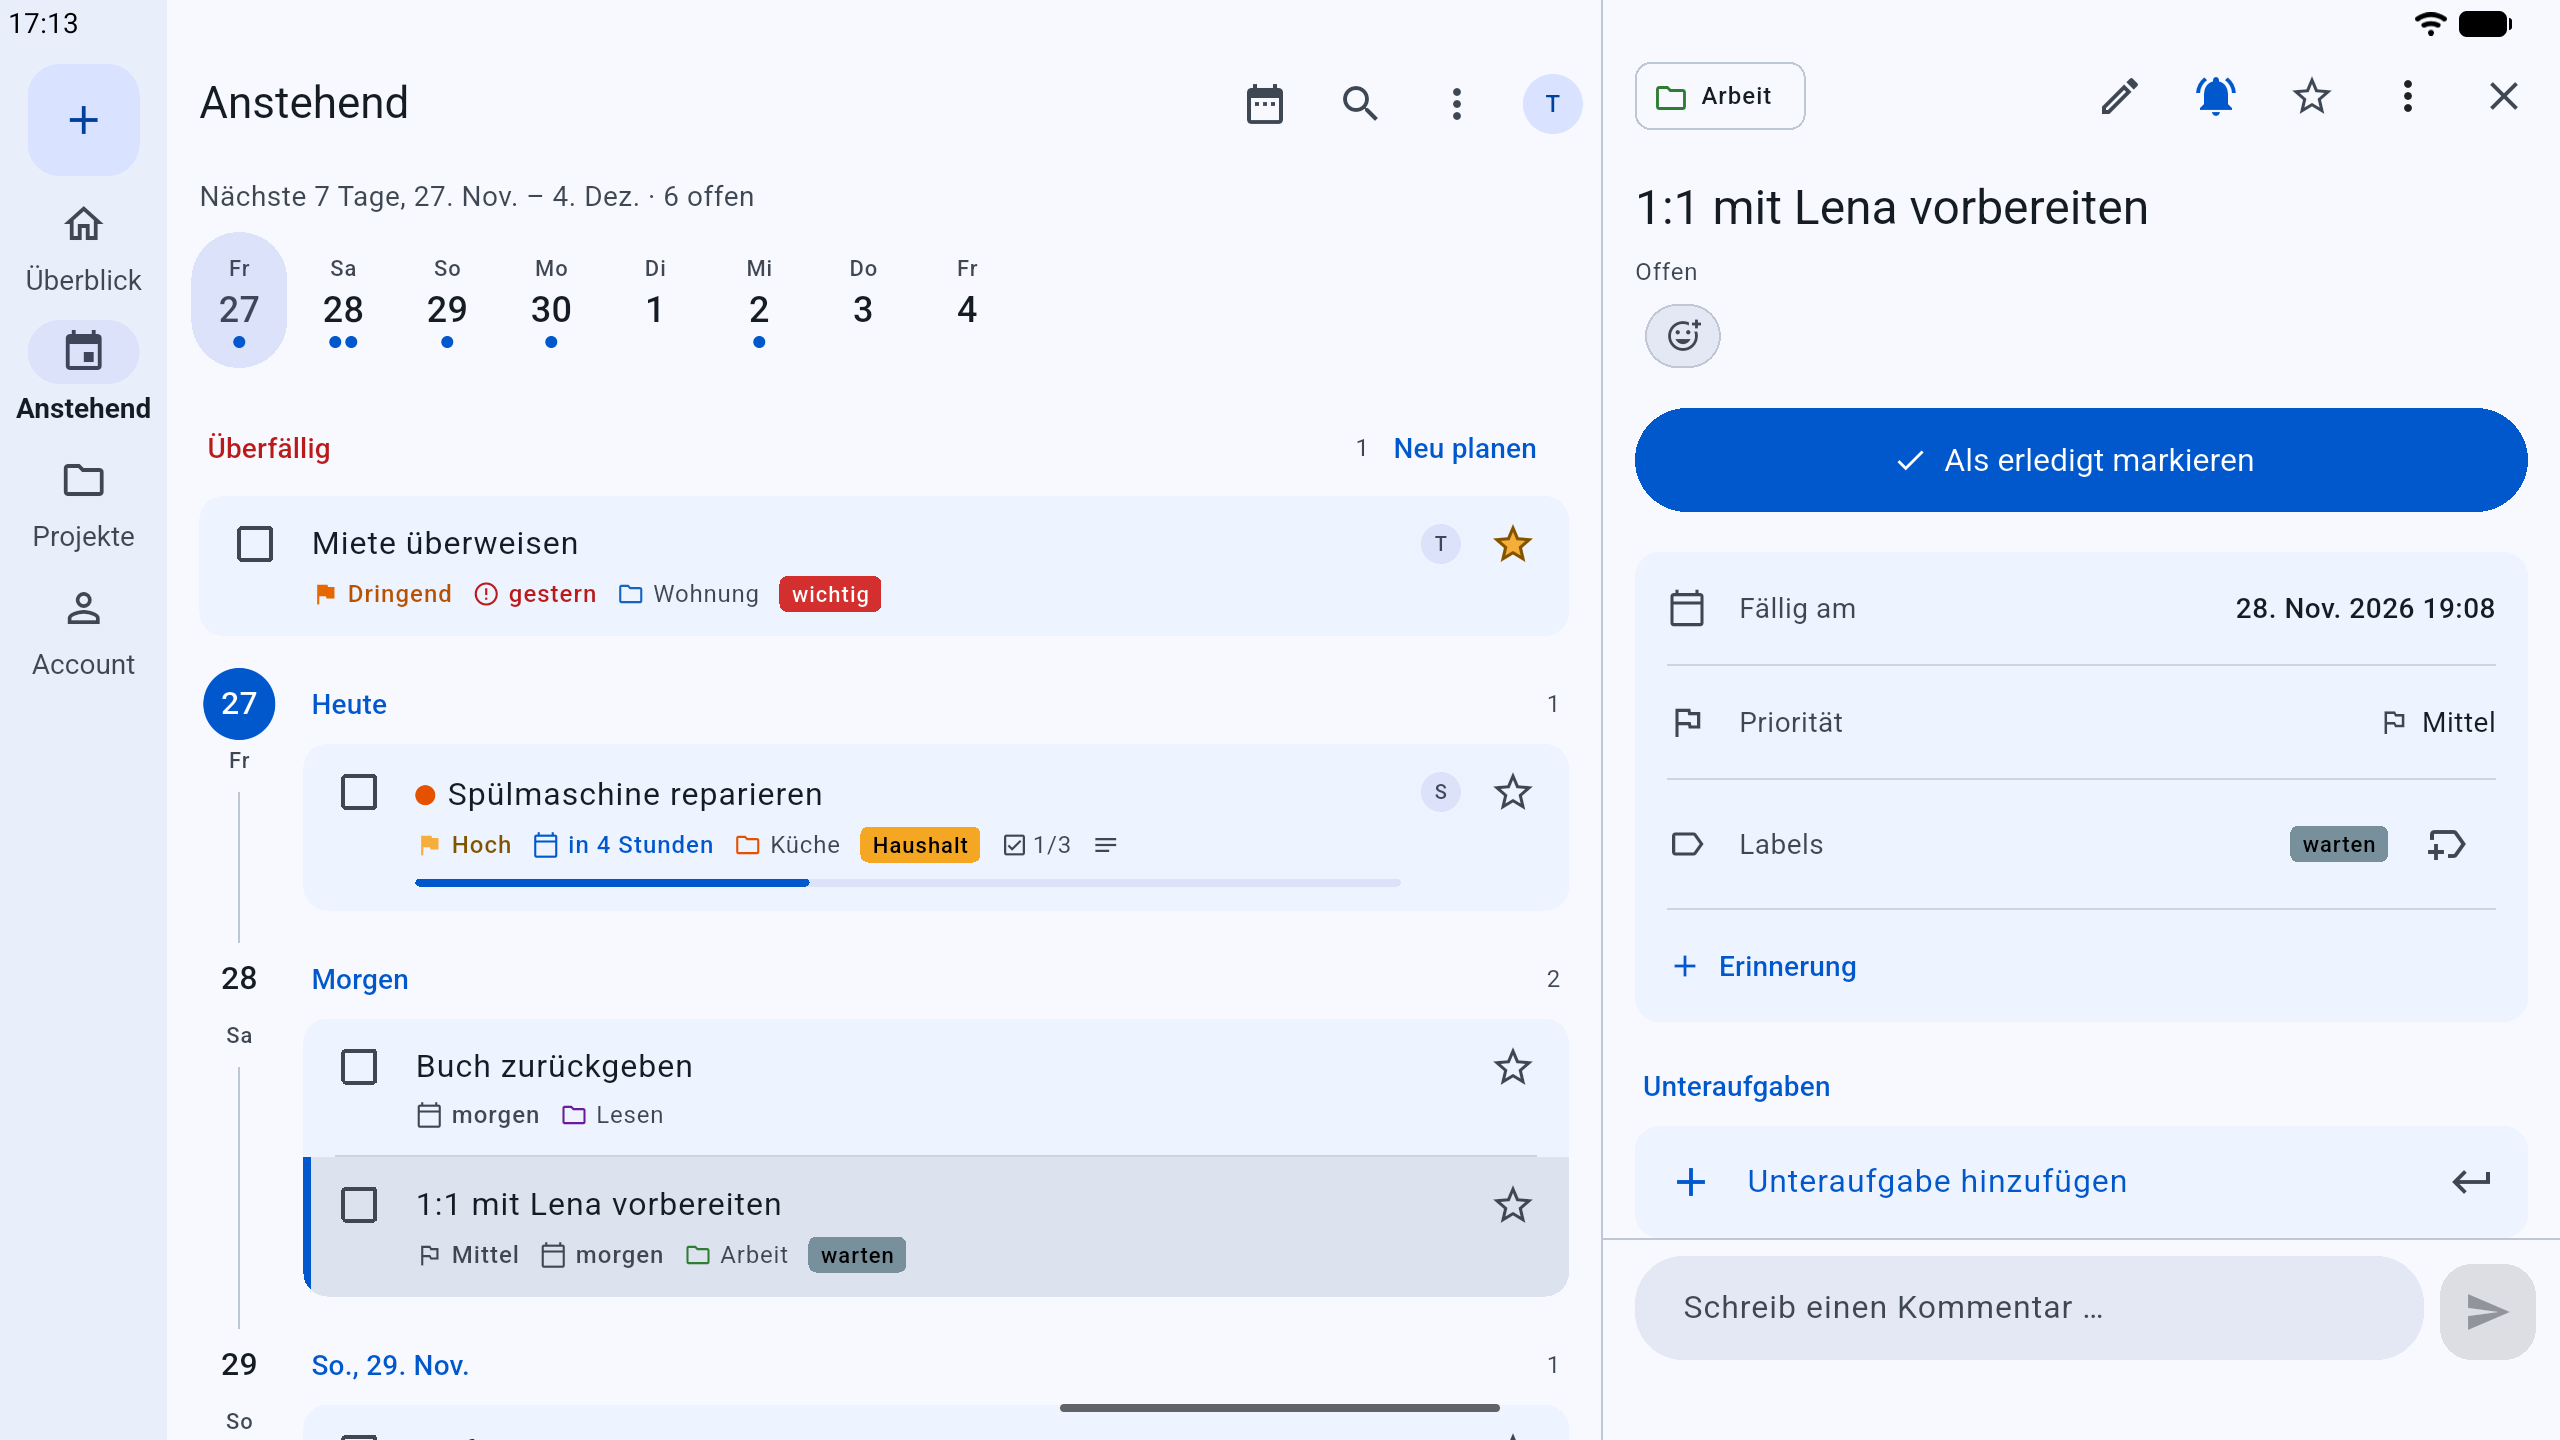 17:13
Überblick
Anstehend
Projekte
Account
Anstehend
T
Nächste 7 Tage, 27. Nov. – 4. Dez. · 6 offen
Fr Sa So Mo Di Mi Do Fr
27 28 29 30 1 2 3 4
Überfällig 1 Neu planen
Miete überweisen T
Dringend gestern Wohnung wichtig
27 Heute 1
Fr
Spülmaschine reparieren S
Hoch in 4 Stunden Küche Haushalt 1/3
28 Morgen 2
Sa
Buch zurückgeben
morgen Lesen
1:1 mit Lena vorbereiten
Mittel morgen Arbeit warten
29 So., 29. Nov. 1
So
Arbeit
1:1 mit Lena vorbereiten
Offen
Als erledigt markieren
Fällig am 28. Nov. 2026 19:08
Priorität Mittel
Labels warten
Erinnerung
Unteraufgaben
Unteraufgabe hinzufügen
Schreib einen Kommentar …